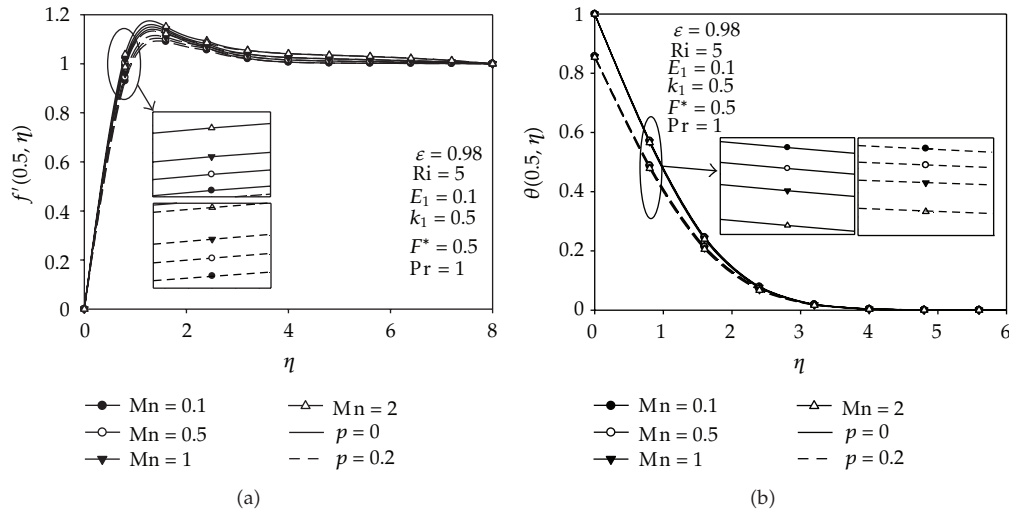 1.2
1
0.8
0.6
0.4
0.2
0
f′(0.5, η)
0 2 4 6 8
η
ε = 0.98
Ri = 5
E₁ = 0.1
k₁ = 0.5
F* = 0.5
Pr = 1
Mn = 0.1
Mn = 0.5
Mn = 1
Mn = 2
p = 0
p = 0.2
(a)
1
0.8
0.6
0.4
0.2
0
θ(0.5, η)
0 1 2 3 4 5 6
η
ε = 0.98
Ri = 5
E₁ = 0.1
k₁ = 0.5
F* = 0.5
Pr = 1
Mn = 0.1
Mn = 0.5
Mn = 1
Mn = 2
p = 0
p = 0.2
(b)